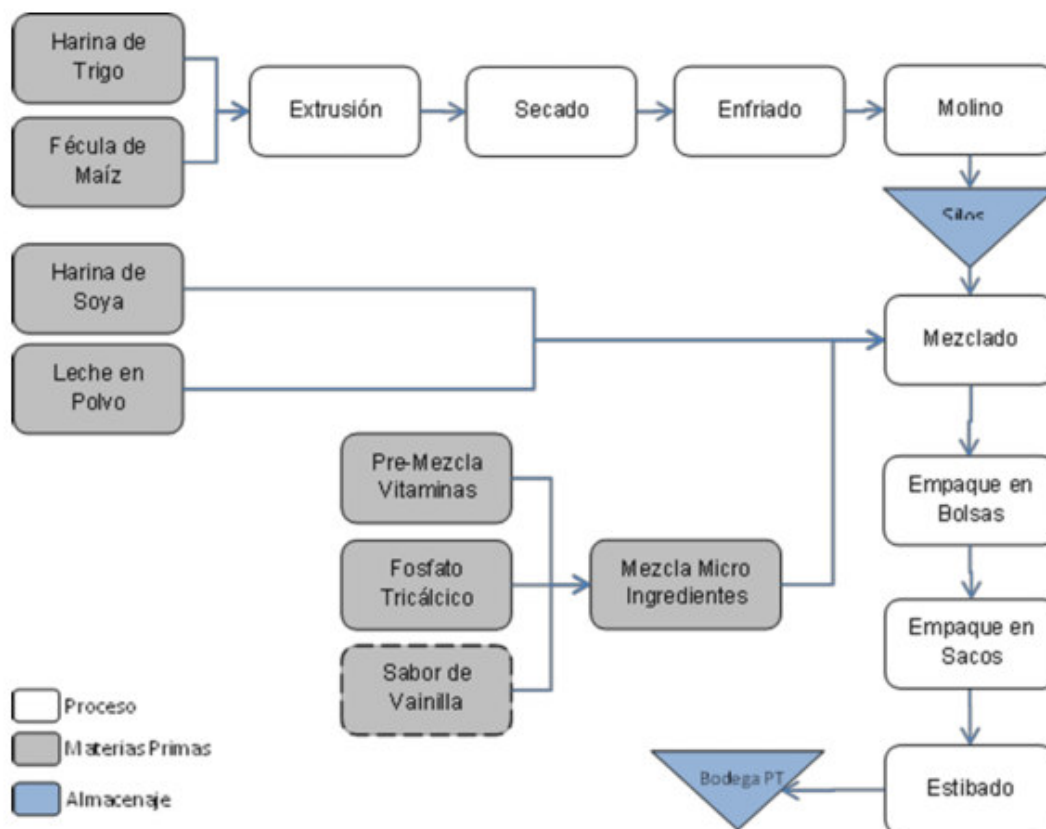 Harina de
Trigo
Fécula de
Maíz
Extrusión
Secado
Enfriado
Molino
Silos
Harina de
Soya
Leche en
Polvo
Mezclado
Pre-Mezcla
Vitaminas
Fosfato
Tricálcico
Sabor de
Vainilla
Mezcla Micro
Ingredientes
Empaque en
Bolsas
Empaque en
Sacos
Estibado
Bodega PT
Proceso
Materias Primas
Almacenaje